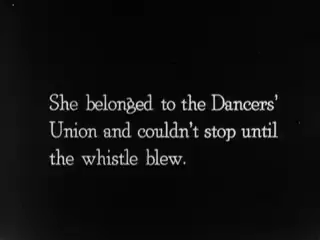 She belonged to the Dancers'
Union and couldn't stop until
the whistle blew.